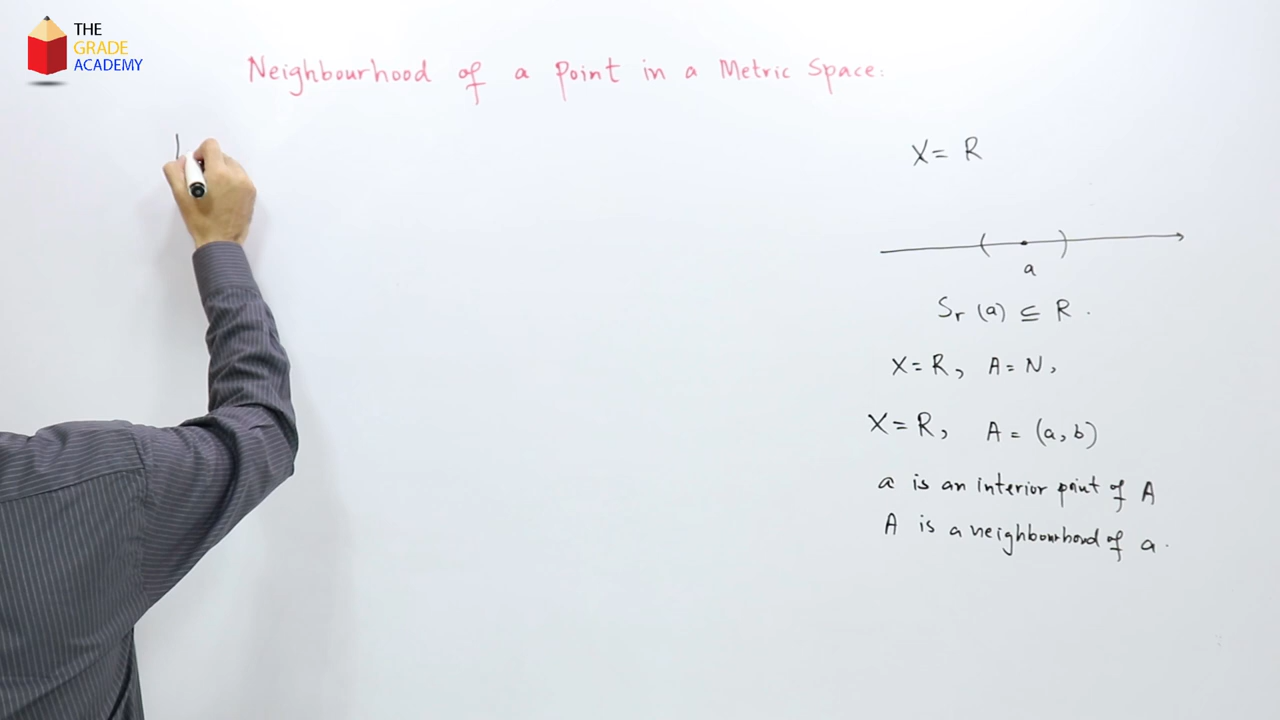 THE
GRADE
ACADEMY
Neighbourhood of a Point in a Metric Space:
X = R
( )
a
Sr (a) ⊆ R .
X = R, A = N,
X = R, A = (a, b)
a is an interior point of A
A is a neighbourhood of a.